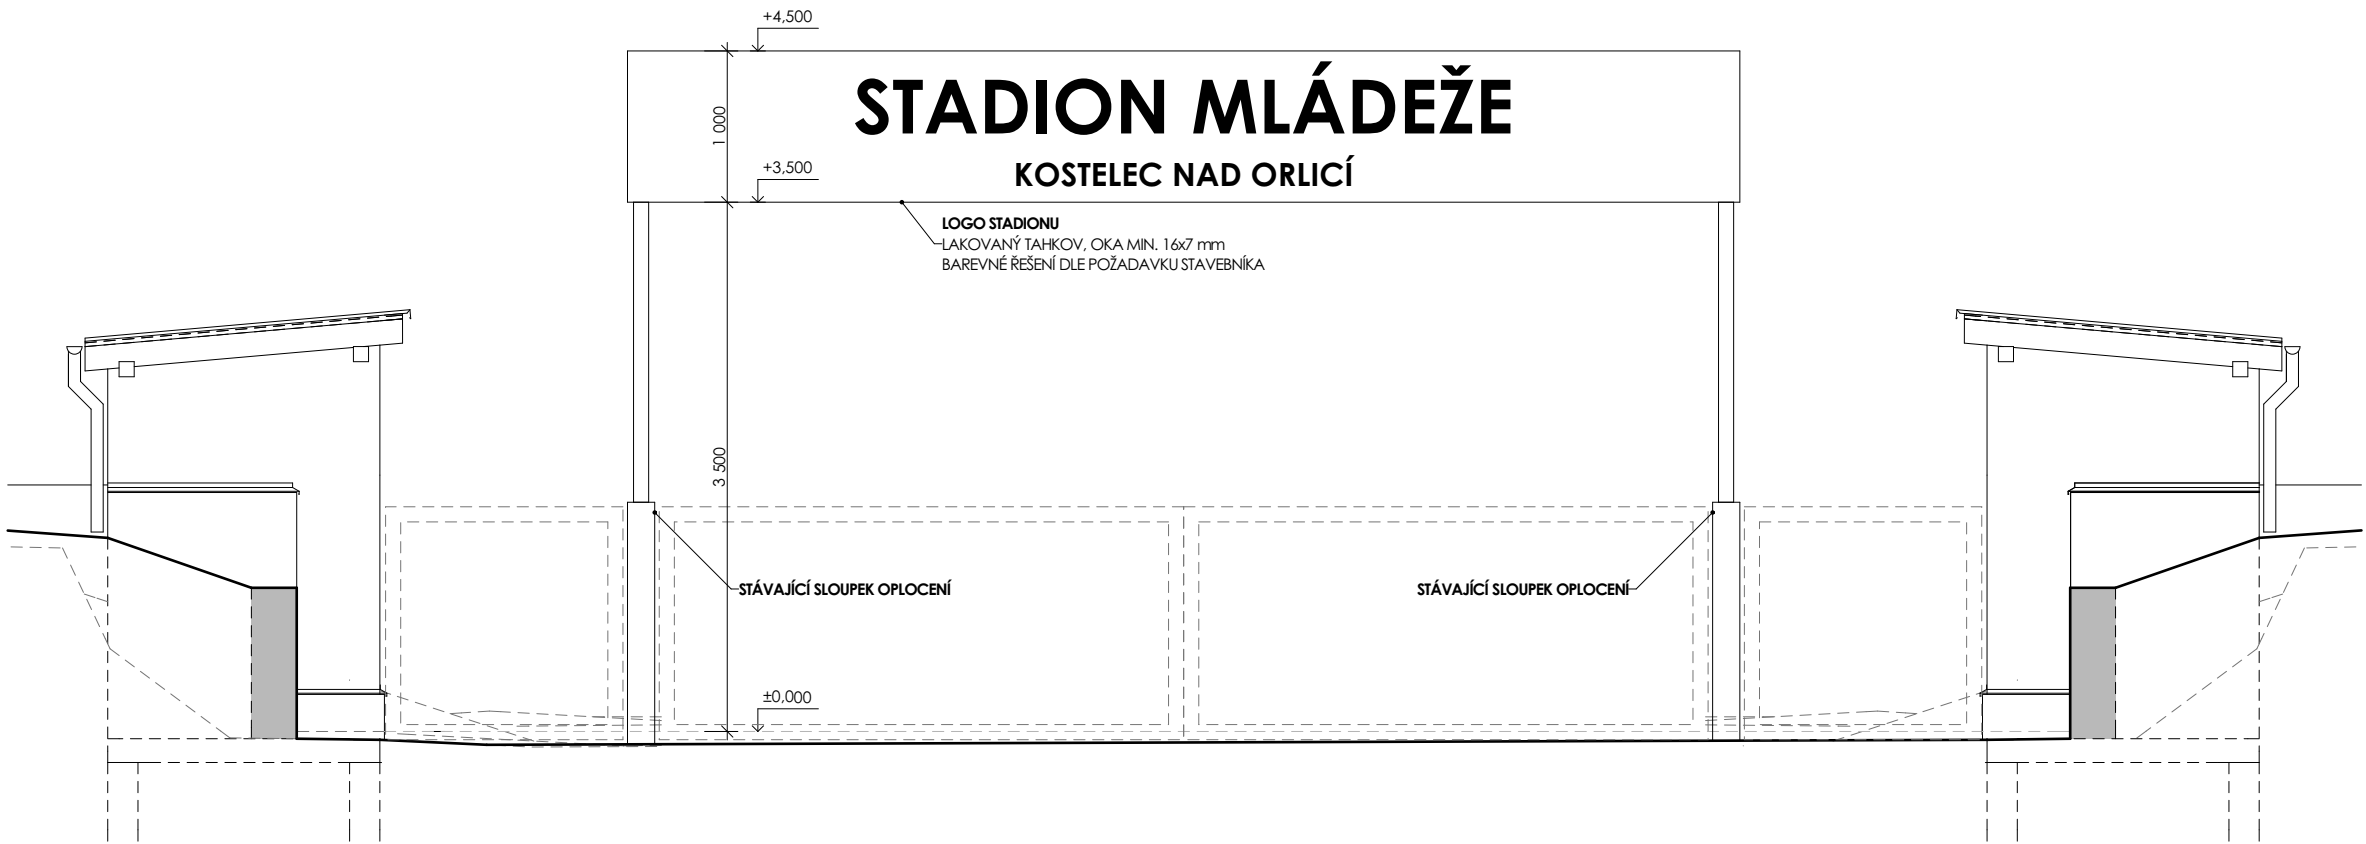 +4,500
STADION MLÁDEŽE
1 000
+3,500
KOSTELEC NAD ORLICÍ
LOGO STADIONU
LAKOVANÝ TAHKOV, OKA MIN. 16x7 mm
BAREVNÉ ŘEŠENÍ DLE POŽADAVKU STAVEBNÍKA
3 500
STÁVAJÍCÍ SLOUPEK OPLOCENÍ
STÁVAJÍCÍ SLOUPEK OPLOCENÍ
±0,000